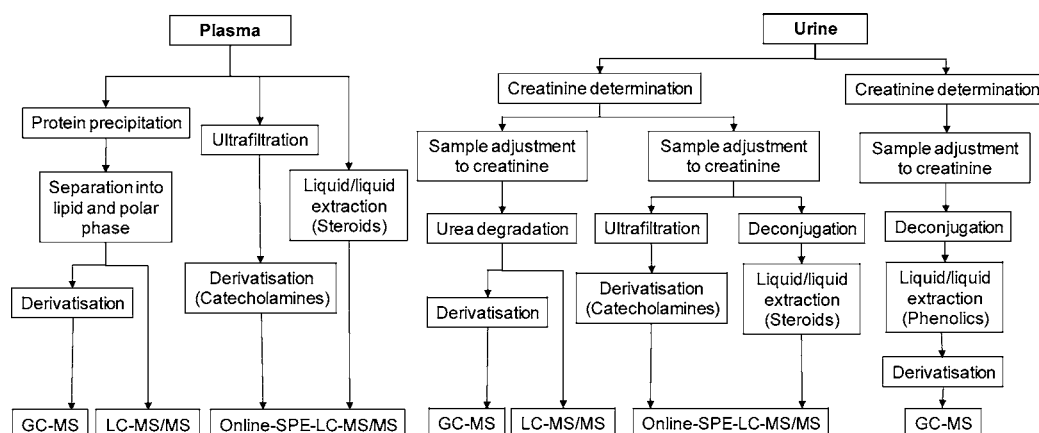 Plasma
Protein precipitation
Separation into
lipid and polar
phase
Derivatisation
GC-MS
LC-MS/MS
Ultrafiltration
Derivatisation
(Catecholamines)
Liquid/liquid
extraction
(Steroids)
Online-SPE-LC-MS/MS
Urine
Creatinine determination
Sample adjustment
to creatinine
Urea degradation
Derivatisation
GC-MS
LC-MS/MS
Sample adjustment
to creatinine
Ultrafiltration
Derivatisation
(Catecholamines)
Deconjugation
Liquid/liquid
extraction
(Steroids)
Online-SPE-LC-MS/MS
Creatinine determination
Sample adjustment
to creatinine
Deconjugation
Liquid/liquid
extraction
(Phenolics)
Derivatisation
GC-MS